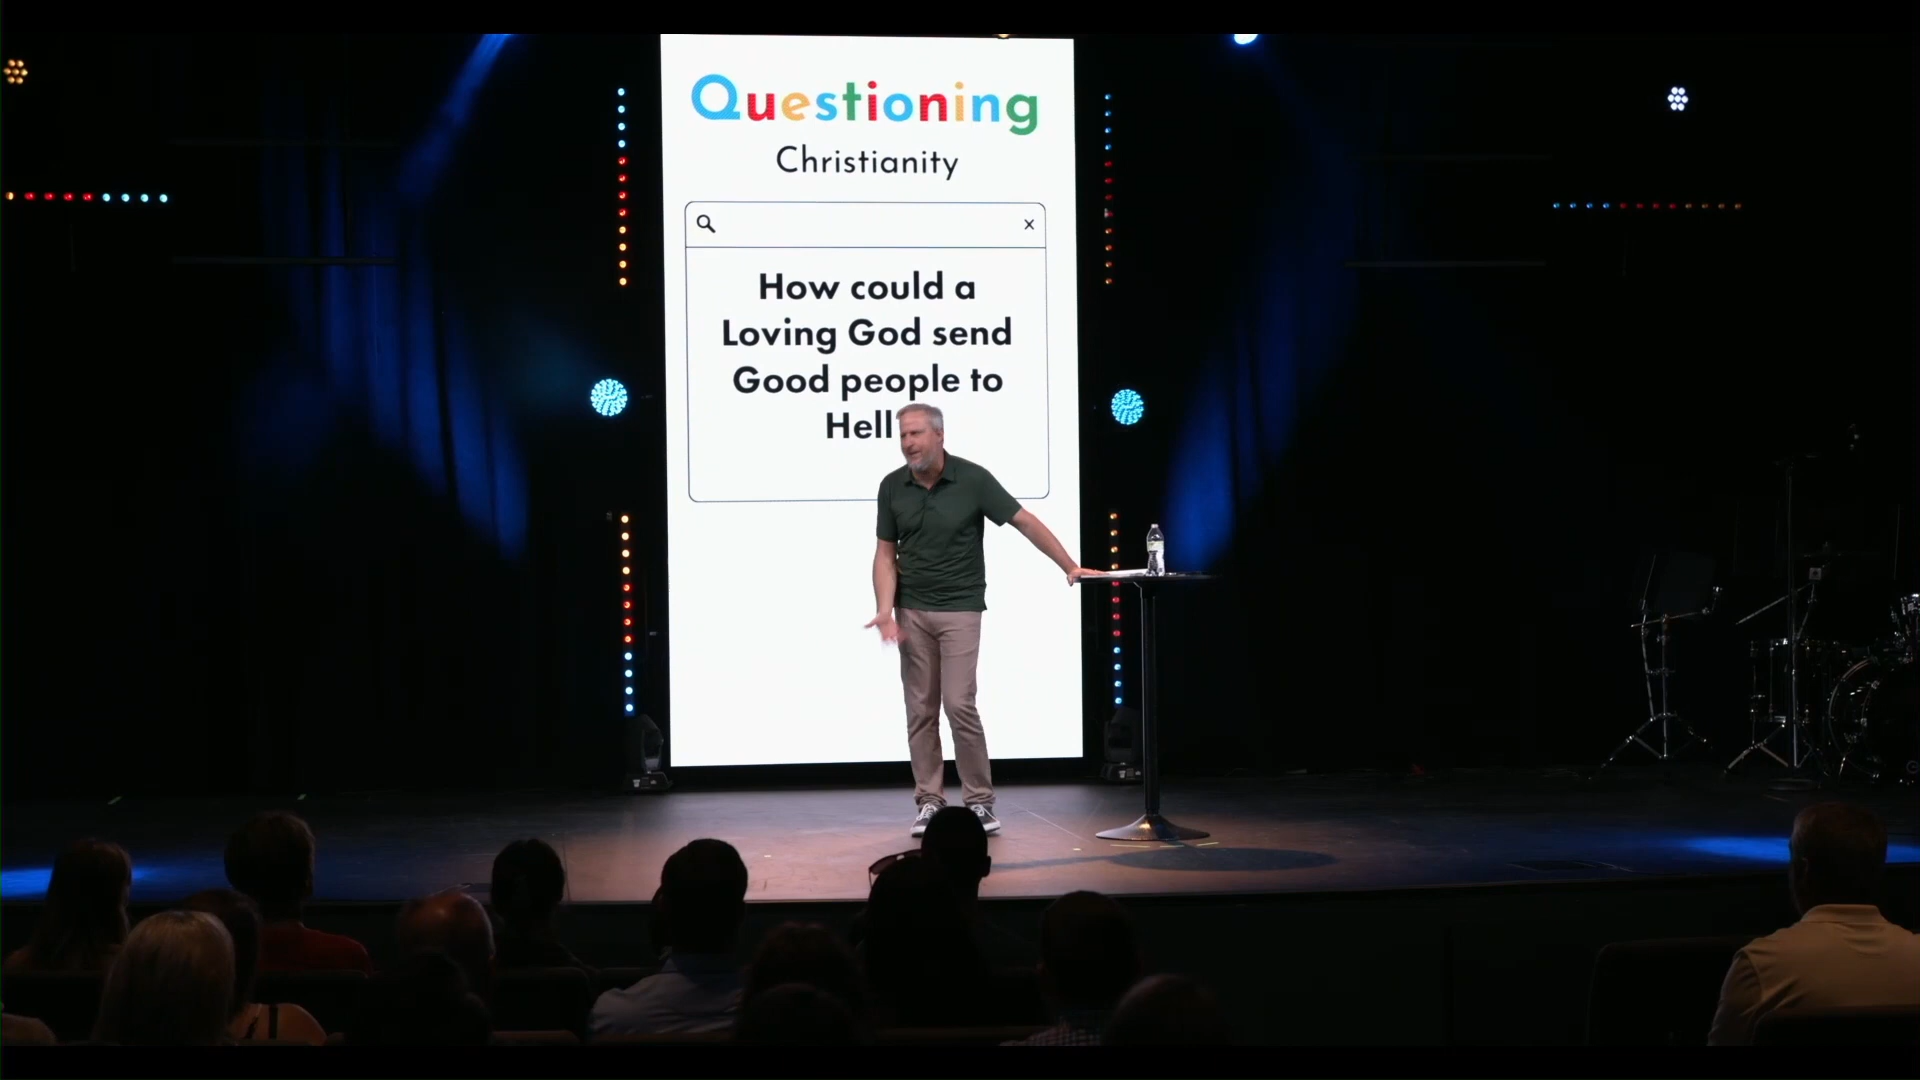 Questioning
Christianity
x
How could a
Loving God send
Good people to
Hell